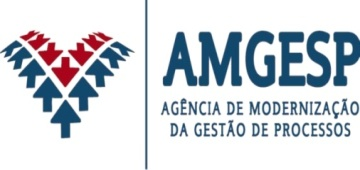 AMGESP
AGÊNCIA DE MODERNIZAÇÃO
DA GESTÃO DE PROCESSOS